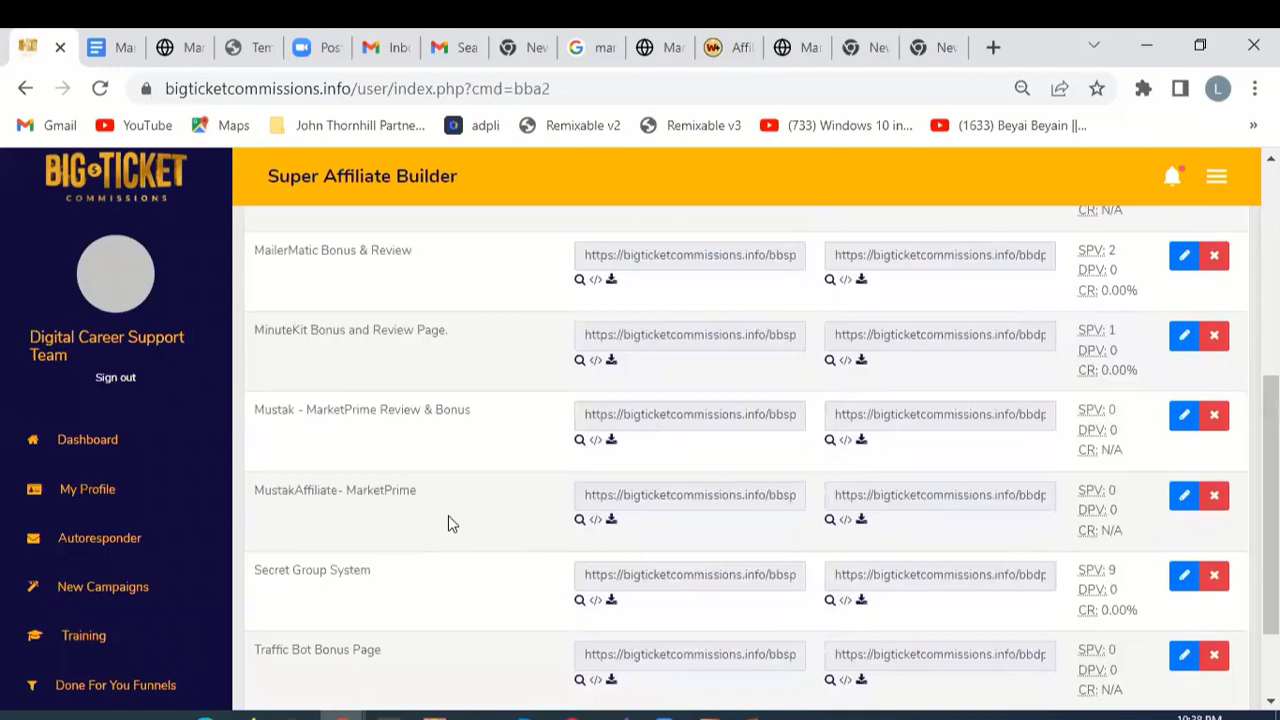 Mar
Mar
Ten
Pos
Inb
Sea
Nev
mar
Mar
Affi
Mar
Nev
Nev
bigticketcommissions.info/user/index.php?cmd=bba2
L
Gmail
YouTube
Maps
John Thornhill Partne...
adpli
Remixable v2
Remixable v3
(733) Windows 10 in...
(1633) Beyai Beyain ||...
BIG TICKET
COMMISSIONS
Super Affiliate Builder
Digital Career Support
Team
Sign out
Dashboard
My Profile
Autoresponder
New Campaigns
Training
Done For You Funnels
CR: N/A
MailerMatic Bonus & Review
https://bigticketcommissions.info/bbsp
https://bigticketcommissions.info/bbdp
SPV: 2
DPV: 0
CR: 0.00%
MinuteKit Bonus and Review Page.
https://bigticketcommissions.info/bbsp
https://bigticketcommissions.info/bbdp
SPV: 1
DPV: 0
CR: 0.00%
Mustak - MarketPrime Review & Bonus
https://bigticketcommissions.info/bbsp
https://bigticketcommissions.info/bbdp
SPV: 0
DPV: 0
CR: N/A
MustakAffiliate- MarketPrime
https://bigticketcommissions.info/bbsp
https://bigticketcommissions.info/bbdp
SPV: 0
DPV: 0
CR: N/A
Secret Group System
https://bigticketcommissions.info/bbsp
https://bigticketcommissions.info/bbdp
SPV: 9
DPV: 0
CR: 0.00%
Traffic Bot Bonus Page
https://bigticketcommissions.info/bbsp
https://bigticketcommissions.info/bbdp
SPV: 0
DPV: 0
CR: N/A
10:38 PM